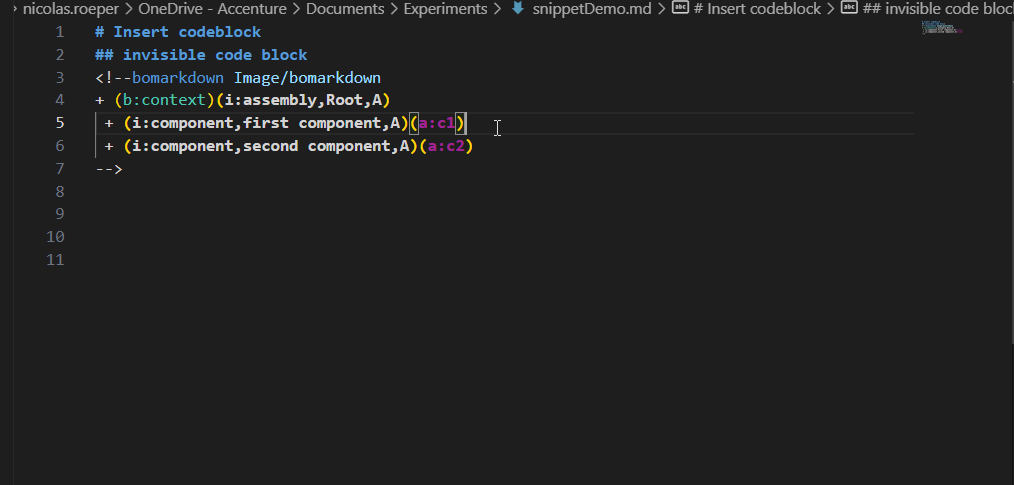 nicolas.roeper > OneDrive - Accenture > Documents > Experiments > snippetDemo.md > abc # Insert codeblock > abc ## invisible code bloc
1 # Insert codeblock
2 ## invisible code block
3 <!--bomarkdown Image/bomarkdown
4 + (b:context)(i:assembly,Root,A)
5 + (i:component,first component,A)(a:c1)
6 + (i:component,second component,A)(a:c2)
7 -->
8
9
10
11